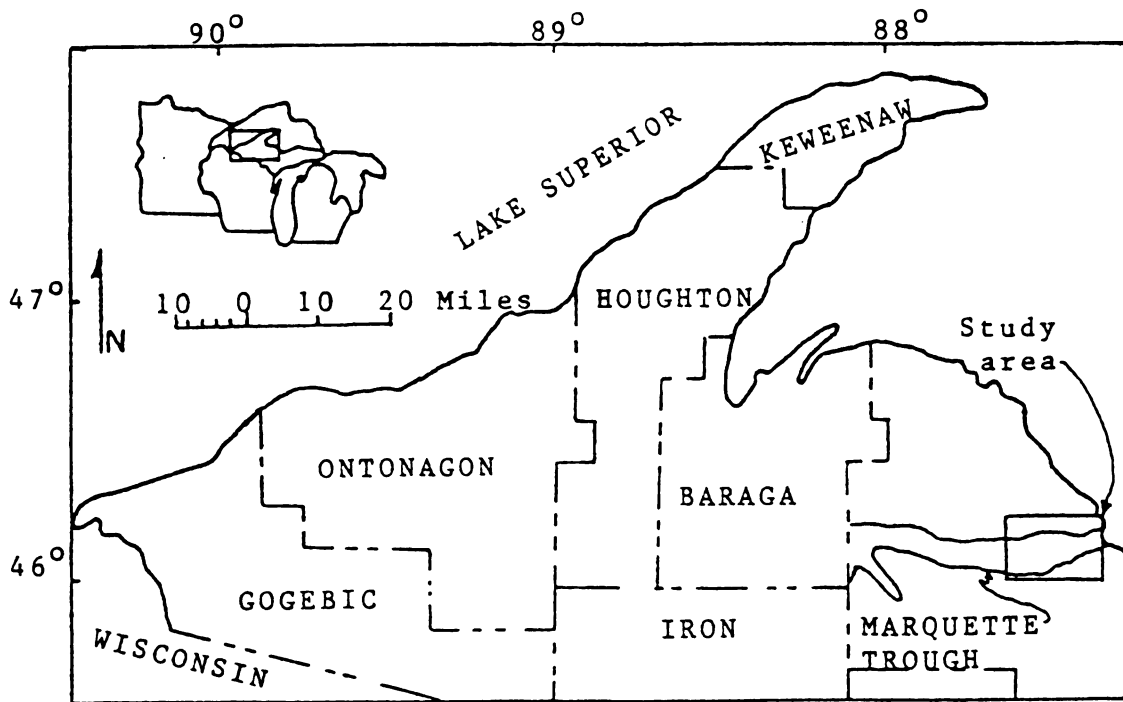 90° 89° 88°
KEWEENAW
LAKE SUPERIOR
47°
10 0 10 20 Miles
HOUGHTON
N
Study
area
ONTONAGON
BARAGA
46°
GOGEBIC
IRON
MARQUETTE
TROUGH
WISCONSIN